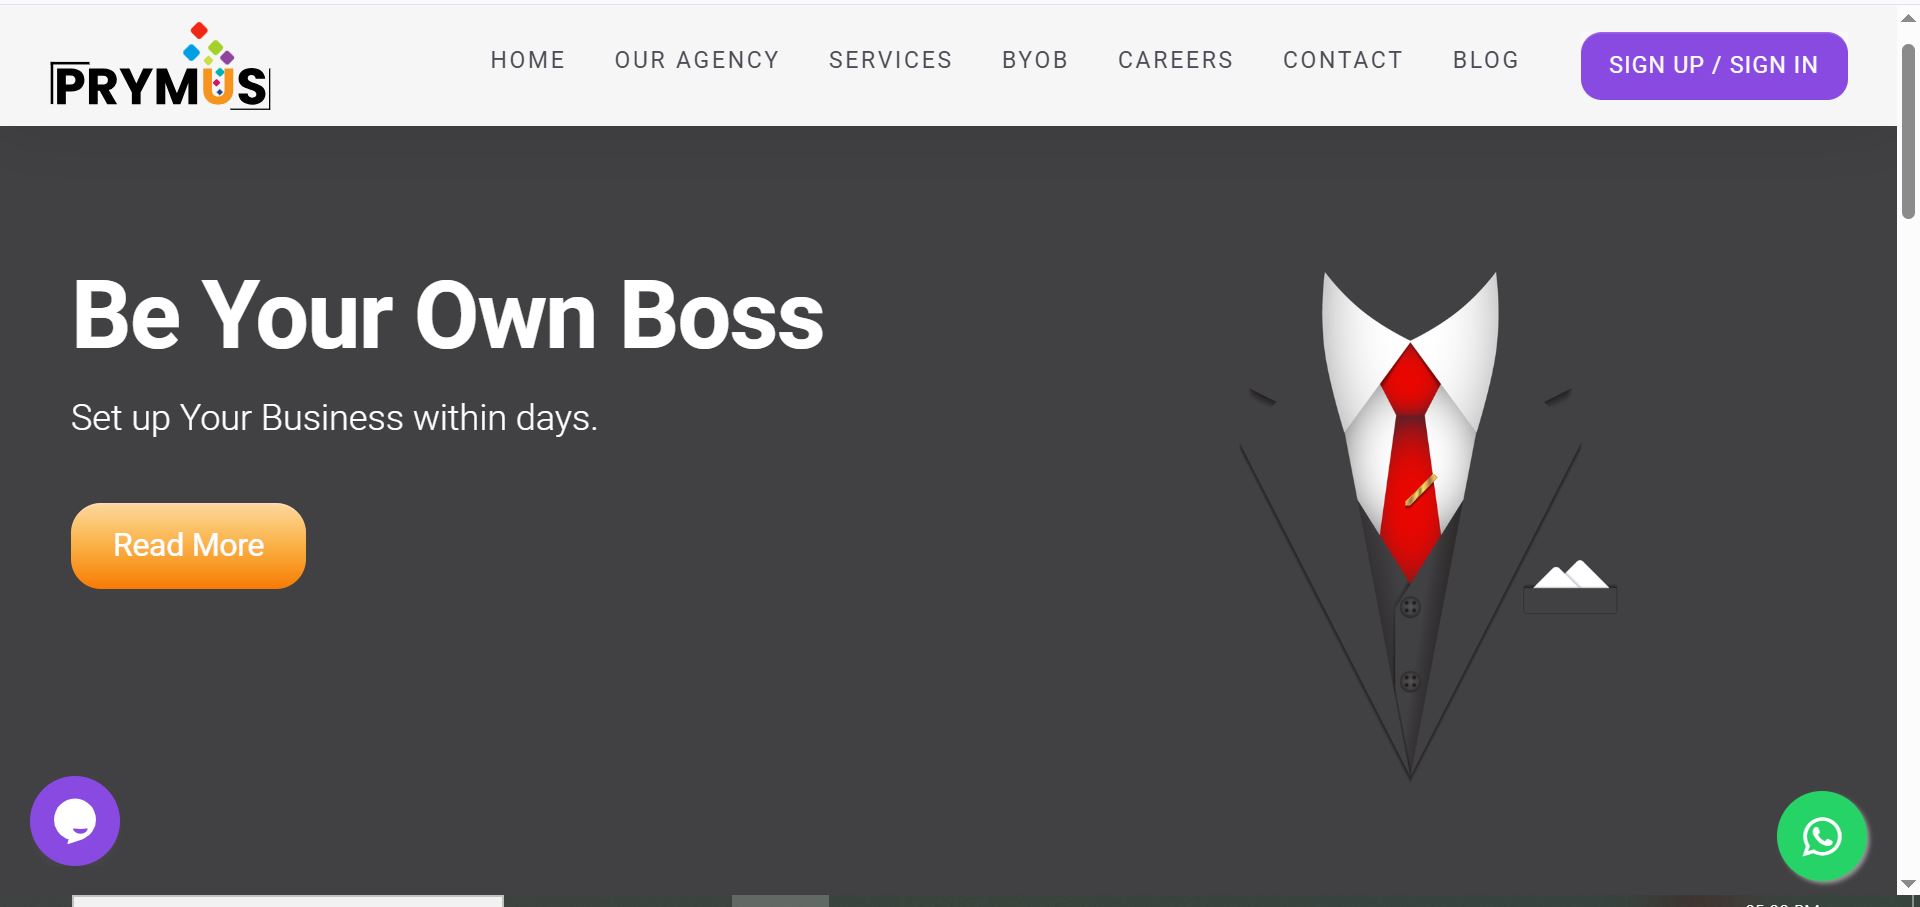 PRYMUS
HOME OUR AGENCY SERVICES BYOB CAREERS CONTACT BLOG SIGN UP / SIGN IN
Be Your Own Boss
Set up Your Business within days.
Read More